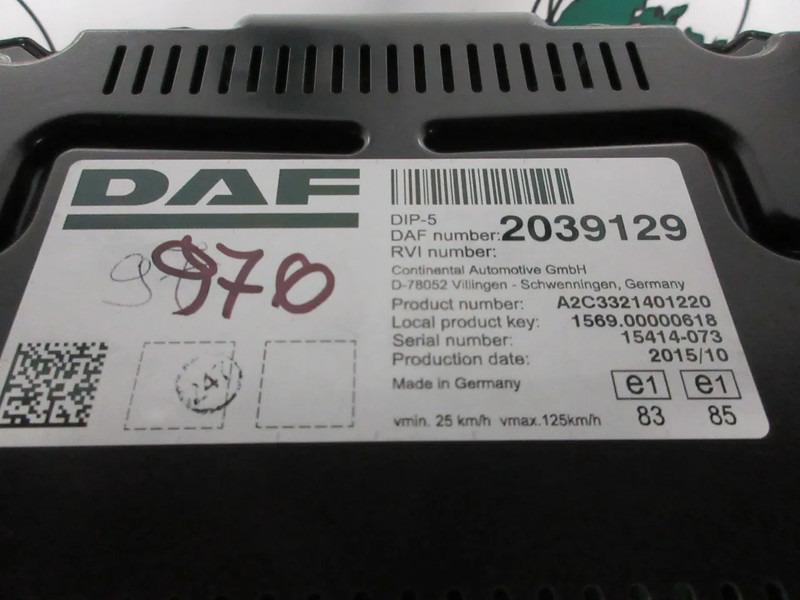 DAF
970
97
DIP-5
DAF number: 2039129
RVI number:
Continental Automotive GmbH
D-78052 Villingen - Schwenningen, Germany
Product number: A2C3321401220
Local product key: 1569.00000618
Serial number: 15414-073
Production date: 2015/10
Made in Germany
e1 e1
83 85
vmin. 25 km/h vmax.125km/h